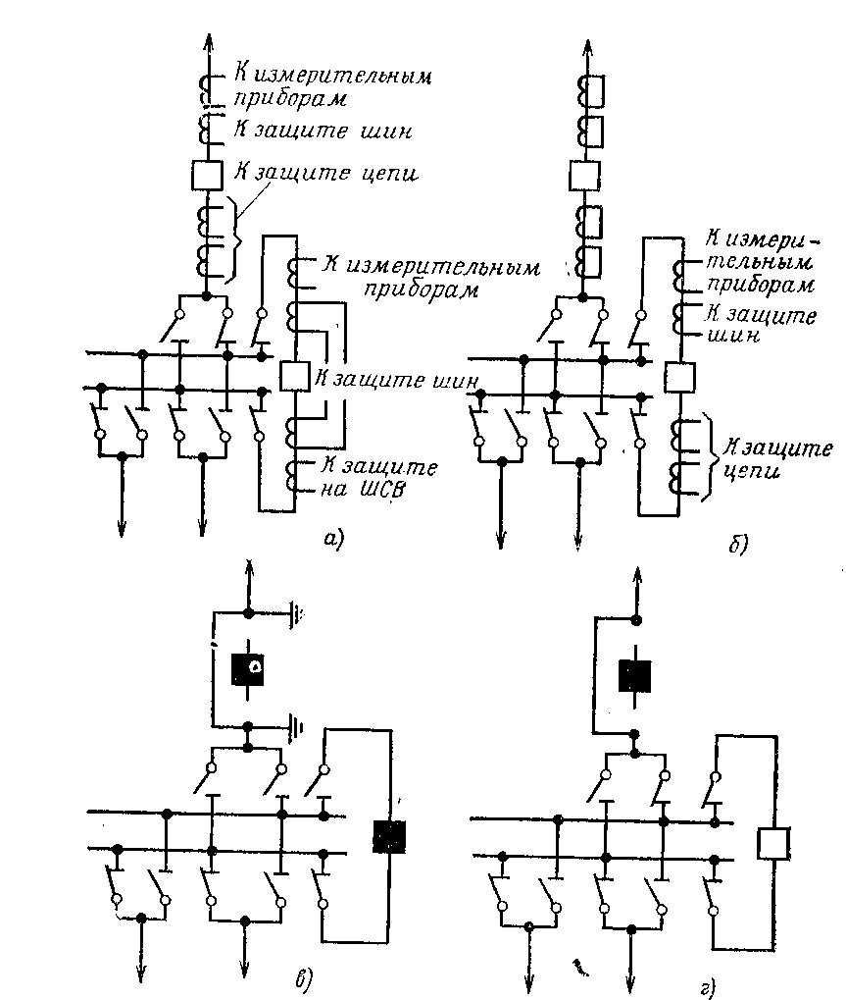 К измерительным
приборам
К защите шин
К защите цепи
К измерительным
приборам
К защите шин
К защите
на ШСВ
а)
К измери-
тельным
приборам
К защите
шин
К защите
цепи
б)
в)
г)